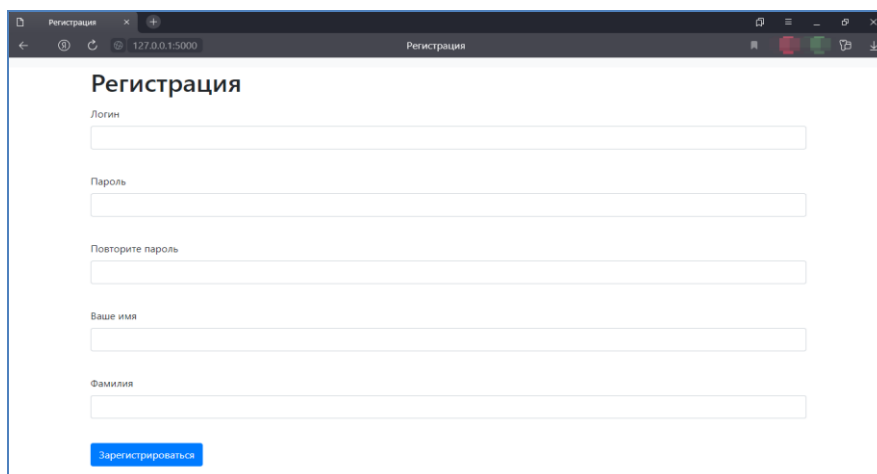 Регистрация
127.0.0.1:5000 Регистрация
Регистрация
Логин
Пароль
Повторите пароль
Ваше имя
Фамилия
Зарегистрироваться